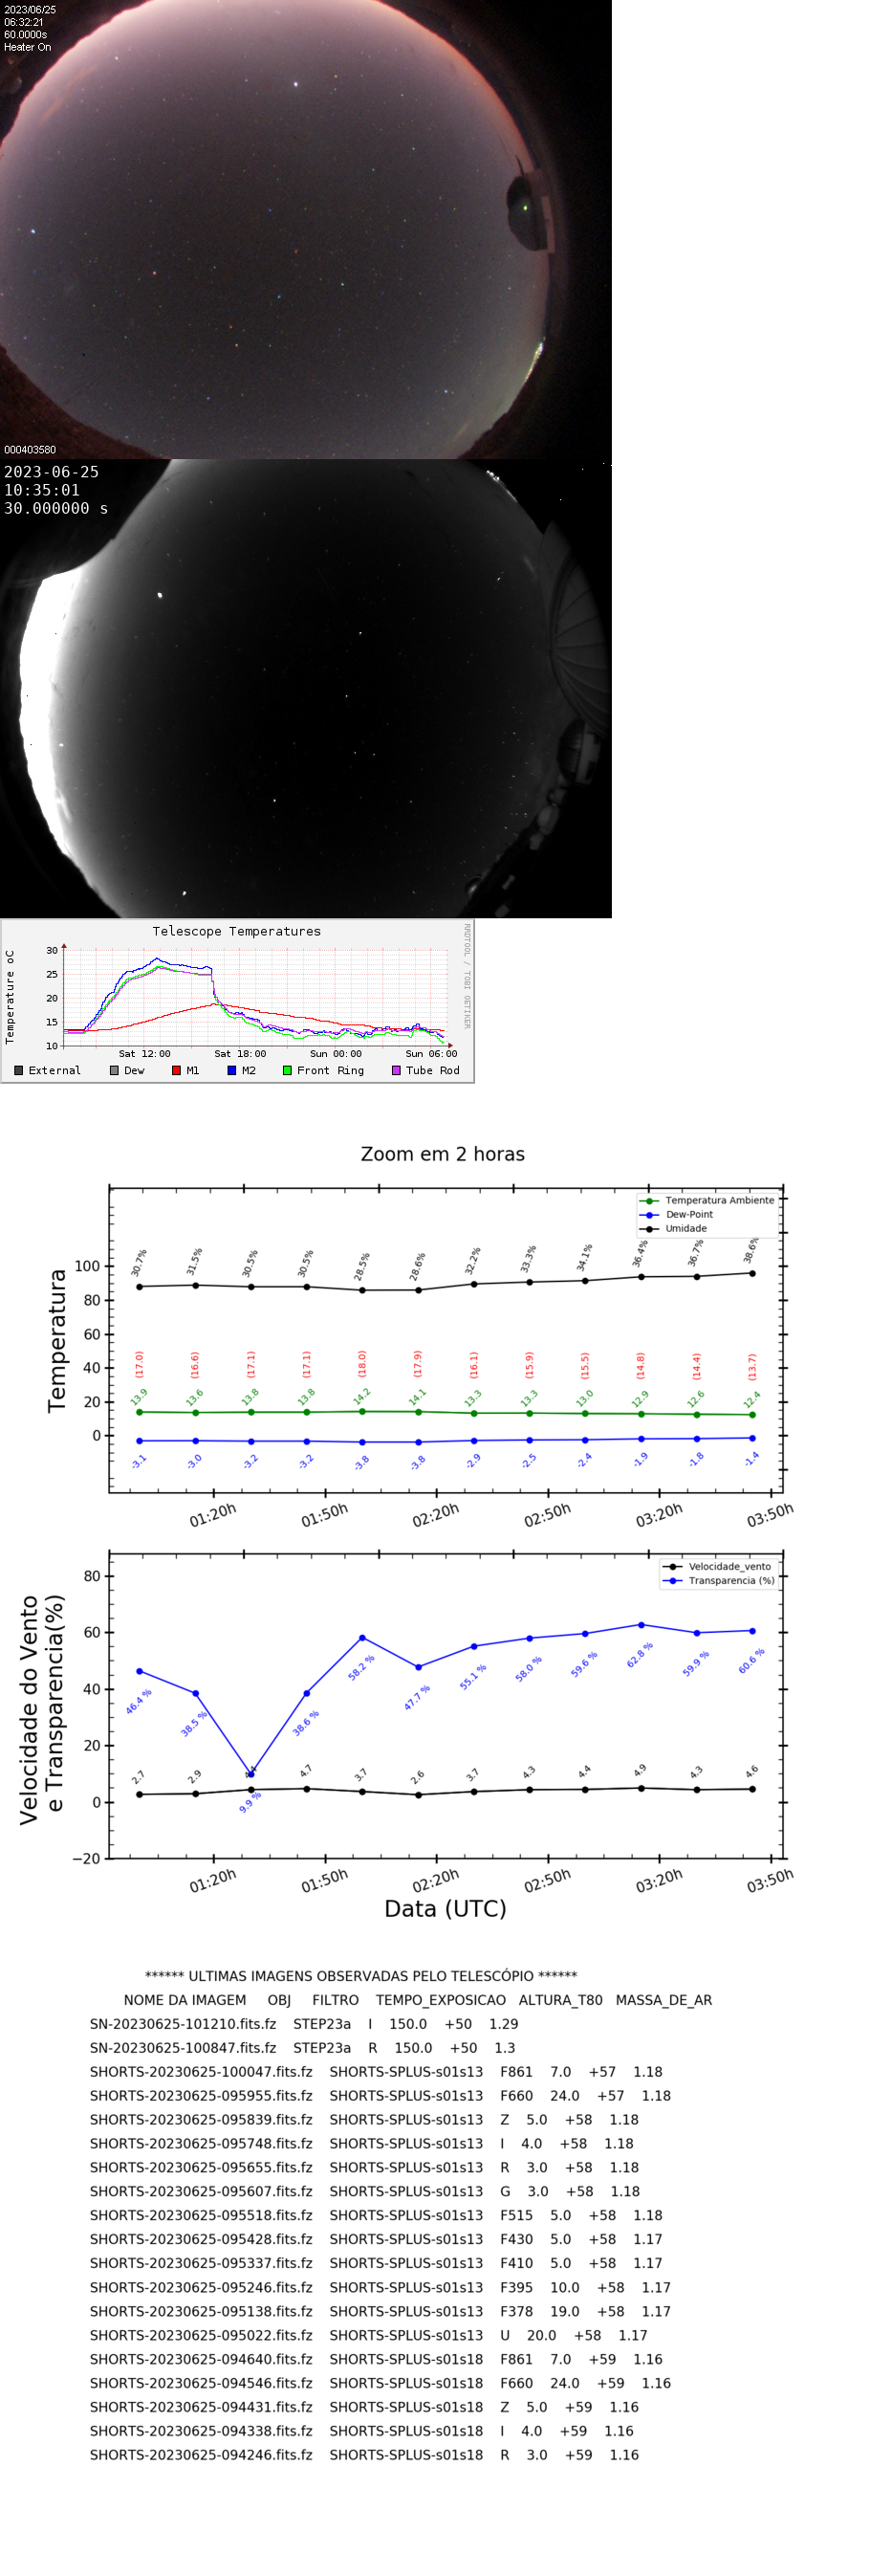 2023/06/25
06:32:21
60.0000s
Heater On
000403580
2023-06-25
10:35:01
30.000000 s
Telescope Temperatures
RRDTOOL / TOBI OETIKER
Temperature oC
30
25
20
15
10
Sat 12:00 Sat 18:00 Sun 00:00 Sun 06:00
External Dew M1 M2 Front Ring Tube Rod
Zoom em 2 horas
Temperatura Ambiente
Dew-Point
Umidade
Temperatura
100
80
60
40
20
0
30.7% 31.5% 30.5% 30.5% 28.5% 28.6% 32.2% 33.3% 34.1% 36.4% 36.7% 38.6%
(17.0) (16.6) (17.1) (17.1) (18.0) (17.9) (16.1) (15.9) (15.5) (14.8) (14.4) (13.7)
13.9 13.6 13.8 13.8 14.2 14.1 13.3 13.3 13.0 12.9 12.6 12.4
-3.1 -3.0 -3.2 -3.2 -3.8 -3.8 -2.9 -2.5 -2.4 -1.9 -1.8 -1.4
01:20h 01:50h 02:20h 02:50h 03:20h 03:50h
Velocidade_vento
Transparencia (%)
Velocidade do Vento
e Transparencia(%)
80
60
40
20
0
−20
46.4 % 38.5 % 9.9 % 38.6 % 58.2 % 47.7 % 55.1 % 58.0 % 59.6 % 62.8 % 59.9 % 60.6 %
2.7 2.9 4.7 3.7 2.6 3.7 4.3 4.4 4.9 4.3 4.6
01:20h 01:50h 02:20h 02:50h 03:20h 03:50h
Data (UTC)
****** ULTIMAS IMAGENS OBSERVADAS PELO TELESCÓPIO ******
NOME DA IMAGEM OBJ FILTRO TEMPO_EXPOSICAO ALTURA_T80 MASSA_DE_AR
SN-20230625-101210.fits.fz STEP23a I 150.0 +50 1.29
SN-20230625-100847.fits.fz STEP23a R 150.0 +50 1.3
SHORTS-20230625-100047.fits.fz SHORTS-SPLUS-s01s13 F861 7.0 +57 1.18
SHORTS-20230625-095955.fits.fz SHORTS-SPLUS-s01s13 F660 24.0 +57 1.18
SHORTS-20230625-095839.fits.fz SHORTS-SPLUS-s01s13 Z 5.0 +58 1.18
SHORTS-20230625-095748.fits.fz SHORTS-SPLUS-s01s13 I 4.0 +58 1.18
SHORTS-20230625-095655.fits.fz SHORTS-SPLUS-s01s13 R 3.0 +58 1.18
SHORTS-20230625-095607.fits.fz SHORTS-SPLUS-s01s13 G 3.0 +58 1.18
SHORTS-20230625-095518.fits.fz SHORTS-SPLUS-s01s13 F515 5.0 +58 1.18
SHORTS-20230625-095428.fits.fz SHORTS-SPLUS-s01s13 F430 5.0 +58 1.17
SHORTS-20230625-095337.fits.fz SHORTS-SPLUS-s01s13 F410 5.0 +58 1.17
SHORTS-20230625-095246.fits.fz SHORTS-SPLUS-s01s13 F395 10.0 +58 1.17
SHORTS-20230625-095138.fits.fz SHORTS-SPLUS-s01s13 F378 19.0 +58 1.17
SHORTS-20230625-095022.fits.fz SHORTS-SPLUS-s01s13 U 20.0 +58 1.17
SHORTS-20230625-094640.fits.fz SHORTS-SPLUS-s01s18 F861 7.0 +59 1.16
SHORTS-20230625-094546.fits.fz SHORTS-SPLUS-s01s18 F660 24.0 +59 1.16
SHORTS-20230625-094431.fits.fz SHORTS-SPLUS-s01s18 Z 5.0 +59 1.16
SHORTS-20230625-094338.fits.fz SHORTS-SPLUS-s01s18 I 4.0 +59 1.16
SHORTS-20230625-094246.fits.fz SHORTS-SPLUS-s01s18 R 3.0 +59 1.16